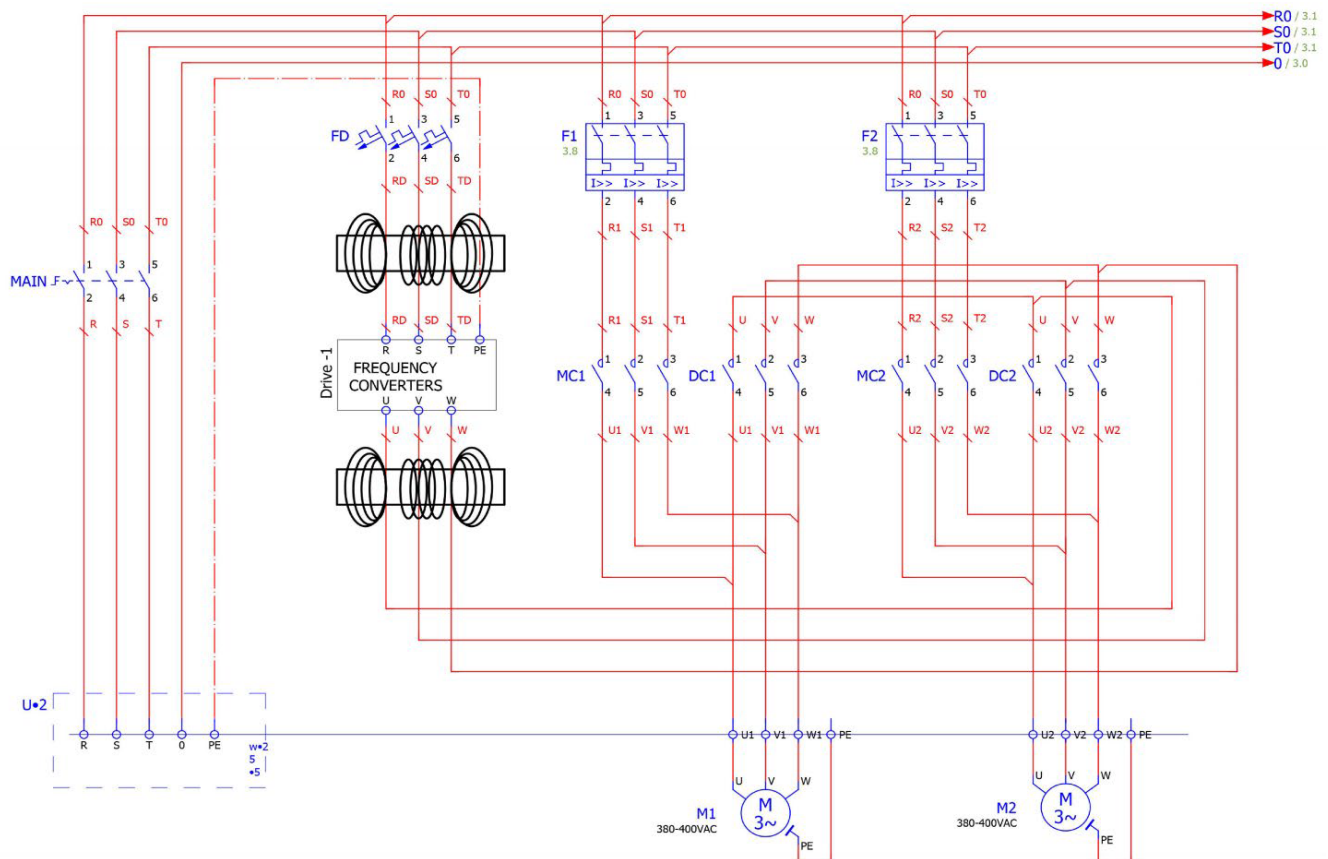 R0 / 3.1
S0 / 3.1
T0 / 3.1
0 / 3.0
R0 S0 T0 R0 S0 T0 R0 S0 T0
1 3 5 1 3 5 1 3 5
FD F1 F2
3.8 3.8
2 4 6
RD SD TD I>> I>> I>> I>> I>> I>>
2 4 6 2 4 6
R0 S0 T0 R1 S1 T1 R2 S2 T2
1 3 5
MAIN
2 4 6
R S T RD SD TD R1 S1 T1 U V W R2 S2 T2 U V W
R S T PE
Drive -1
FREQUENCY
CONVERTERS
U V W
MC1 1 2 3 DC1 1 2 3 MC2 1 2 3 DC2 1 2 3
4 5 6 4 5 6 4 5 6 4 5 6
U V W U1 V1 W1 U1 V1 W1 U2 V2 W2 U2 V2 W2
U•2
R S T 0 PE U1 V1 W1 PE U2 V2 W2 PE
w•2
5
•5
U V W U V W
M1 M
3~
380-400VAC
PE
M2 M
3~
380-400VAC
PE